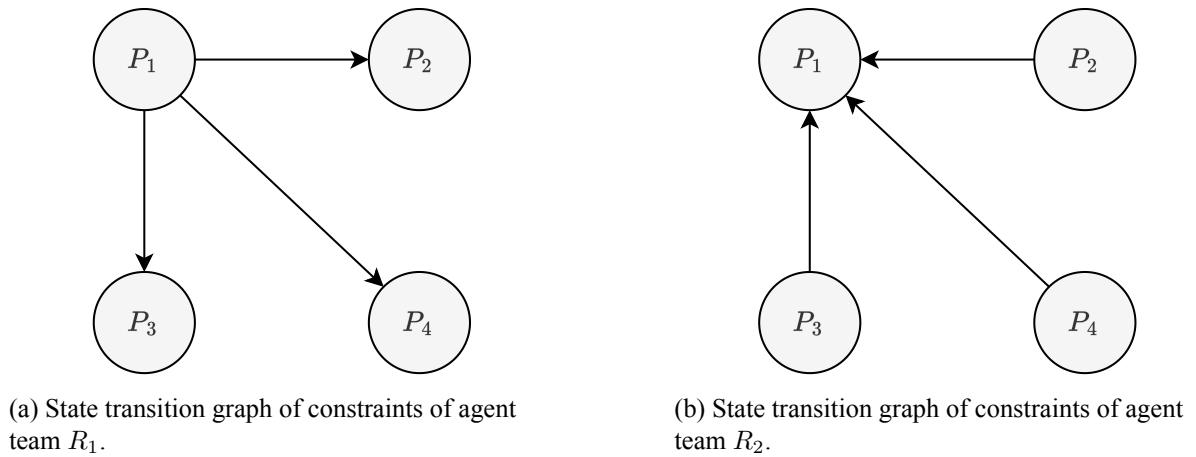 P₁ P₂ P₁ P₂
P₃ P₄ P₃ P₄
(a) State transition graph of constraints of agent
team R₁.
(b) State transition graph of constraints of agent
team R₂.